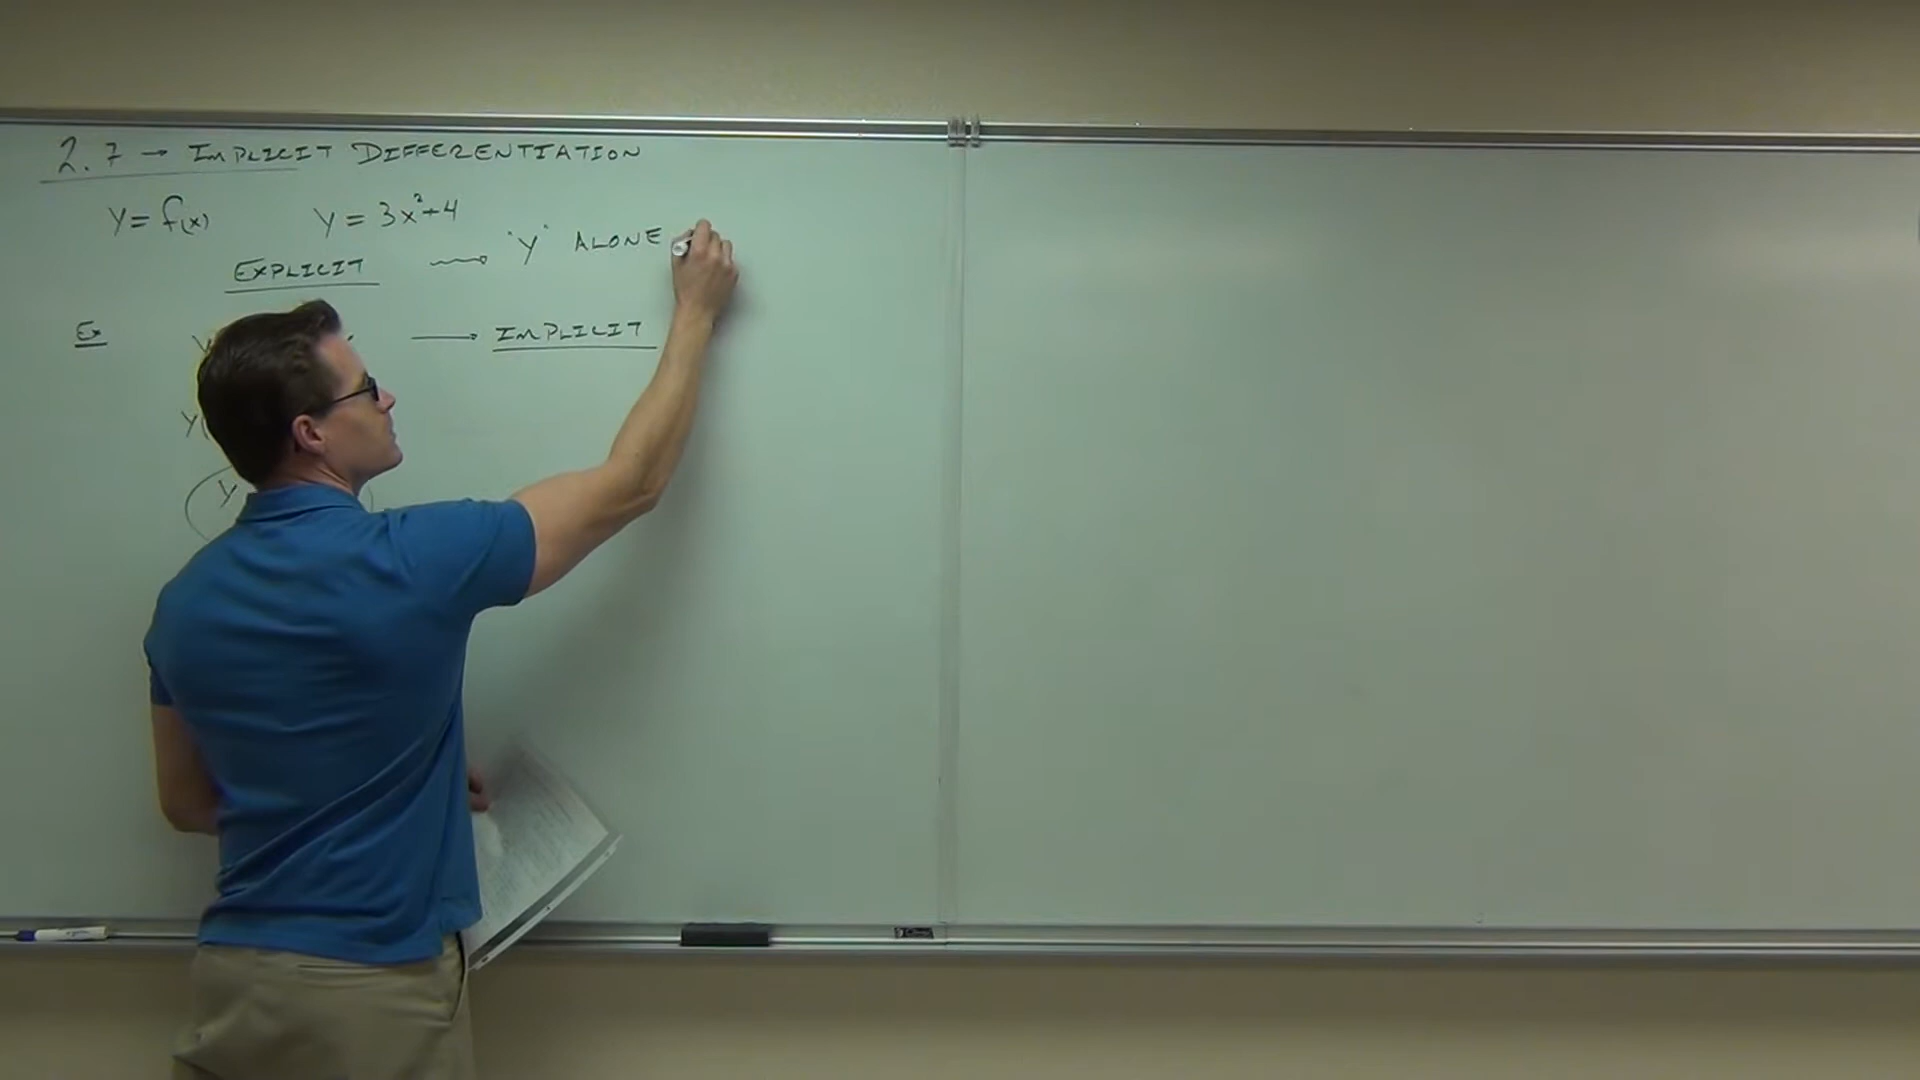 2.7 → IMPLICIT DIFFERENTIATION
y = f(x) y = 3x²+4
EXPLICIT → "y" ALONE
Ex → IMPLICIT
y(
y